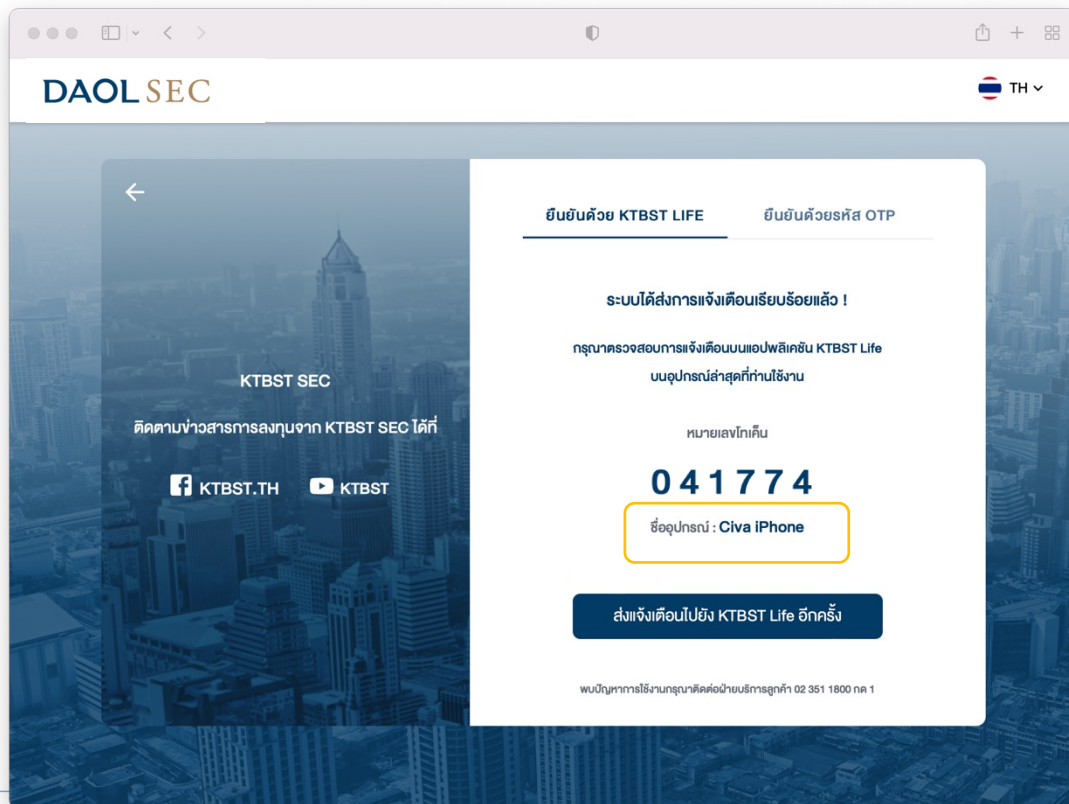 DAOL SEC
TH
KTBST SEC
ติดตามข่าวสารการลงทุนจาก KTBST SEC ได้ที่
KTBST.TH KTBST
ยืนยันด้วย KTBST LIFE ยืนยันด้วยรหัส OTP
ระบบได้ส่งการแจ้งเตือนเรียบร้อยแล้ว !
กรุณาตรวจสอบการแจ้งเตือนบนแอปพลิเคชัน KTBST Life
บนอุปกรณ์ล่าสุดที่ท่านใช้งาน
หมายเลขโทเค็น
041774
ชื่ออุปกรณ์ : Civa iPhone
ส่งแจ้งเตือนไปยัง KTBST Life อีกครั้ง
พบปัญหาการใช้งานกรุณาติดต่อฝ่ายบริการลูกค้า 02 351 1800 กด 1